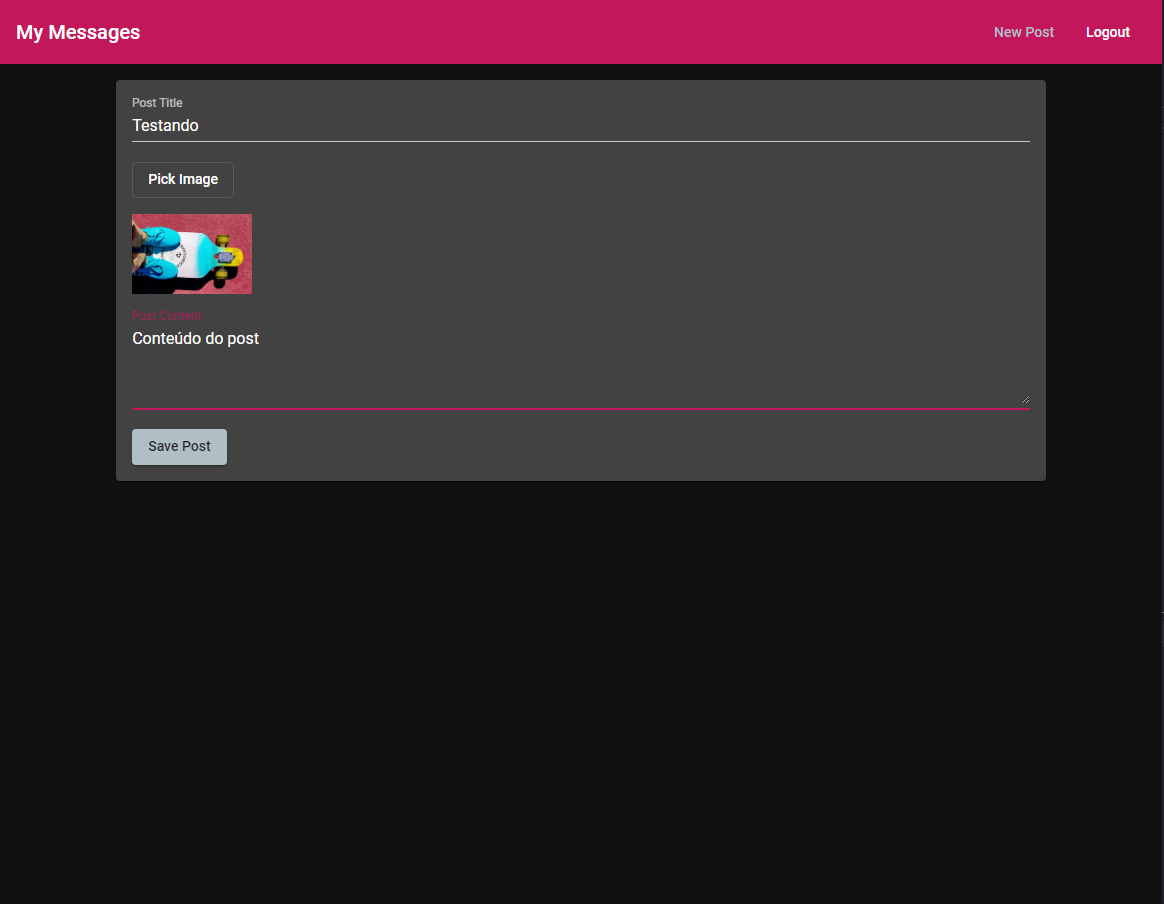 My Messages
New Post
Logout
Post Title
Testando
Pick Image
Post Content
Conteúdo do post
Save Post